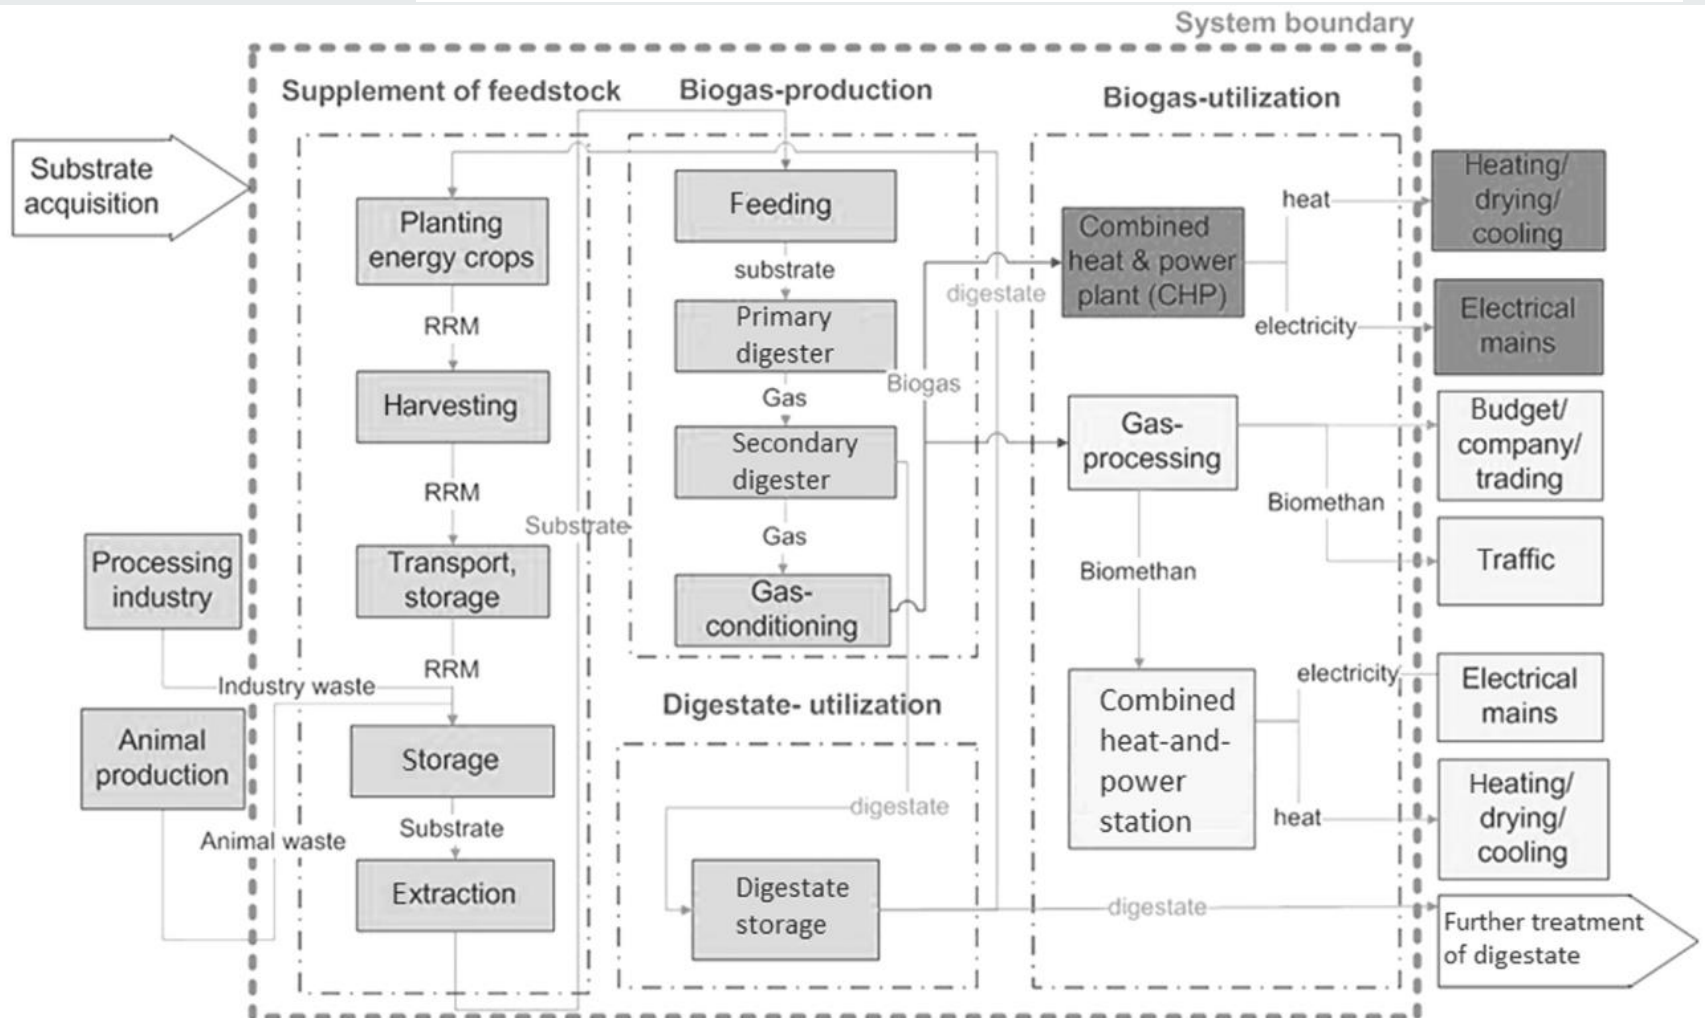 System boundary
Supplement of feedstock
Biogas-production
Biogas-utilization
Substrate
acquisition
Planting
energy crops
RRM
Harvesting
RRM
Transport,
storage
RRM
Storage
Substrate
Extraction
Processing
industry
Industry waste
Animal
production
Animal waste
Substrate
Feeding
substrate
Primary
digester
Gas
Secondary
digester
Gas
Gas-
conditioning
Biogas
digestate
Digestate- utilization
digestate
Digestate
storage
Combined
heat & power
plant (CHP)
heat
electricity
Gas-
processing
Biomethan
Biomethan
Combined
heat-and-
power
station
electricity
heat
digestate
Heating/
drying/
cooling
Electrical
mains
Budget/
company/
trading
Traffic
Electrical
mains
Heating/
drying/
cooling
Further treatment
of digestate